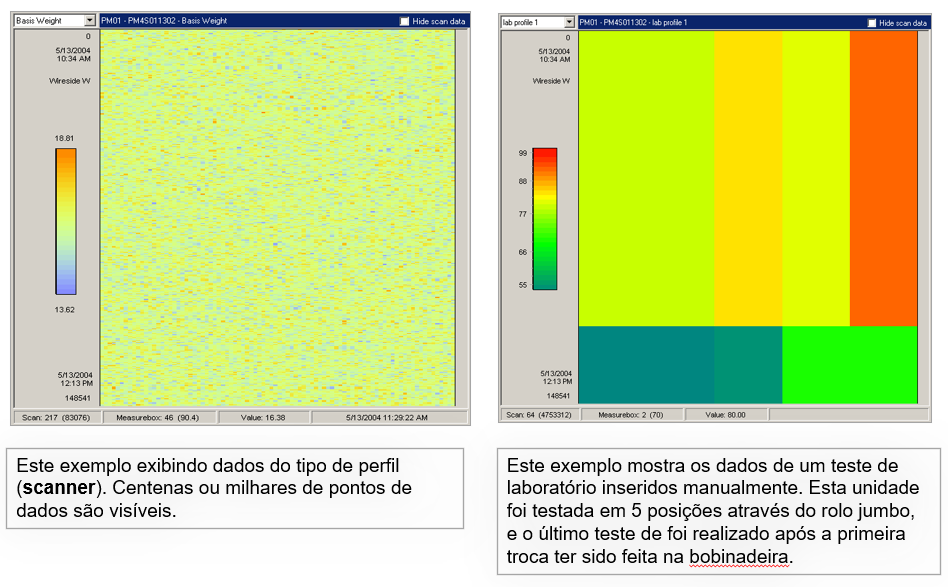 Basis Weight
PM01 - PM4S011302 - Basis Weight
Hide scan data
0
5/13/2004
10:34 AM
Wireside W
18.81
13.62
5/13/2004
12:13 PM
148541
Scan: 217 (83076)
Measurebox: 46 (90.4)
Value: 16.38
5/13/2004 11:29:22 AM
lab profile 1
PM01 - PM4S011302 - lab profile 1
Hide scan data
0
5/13/2004
10:34 AM
Wireside W
99
88
77
66
55
5/13/2004
12:13 PM
148541
Scan: 64 (4753312)
Measurebox: 2 (70)
Value: 80.00
Este exemplo exibindo dados do tipo de perfil
(scanner). Centenas ou milhares de pontos de
dados são visíveis.
Este exemplo mostra os dados de um teste de
laboratório inseridos manualmente. Esta unidade
foi testada em 5 posições através do rolo jumbo,
e o último teste de foi realizado após a primeira
troca ter sido feita na bobinadeira.